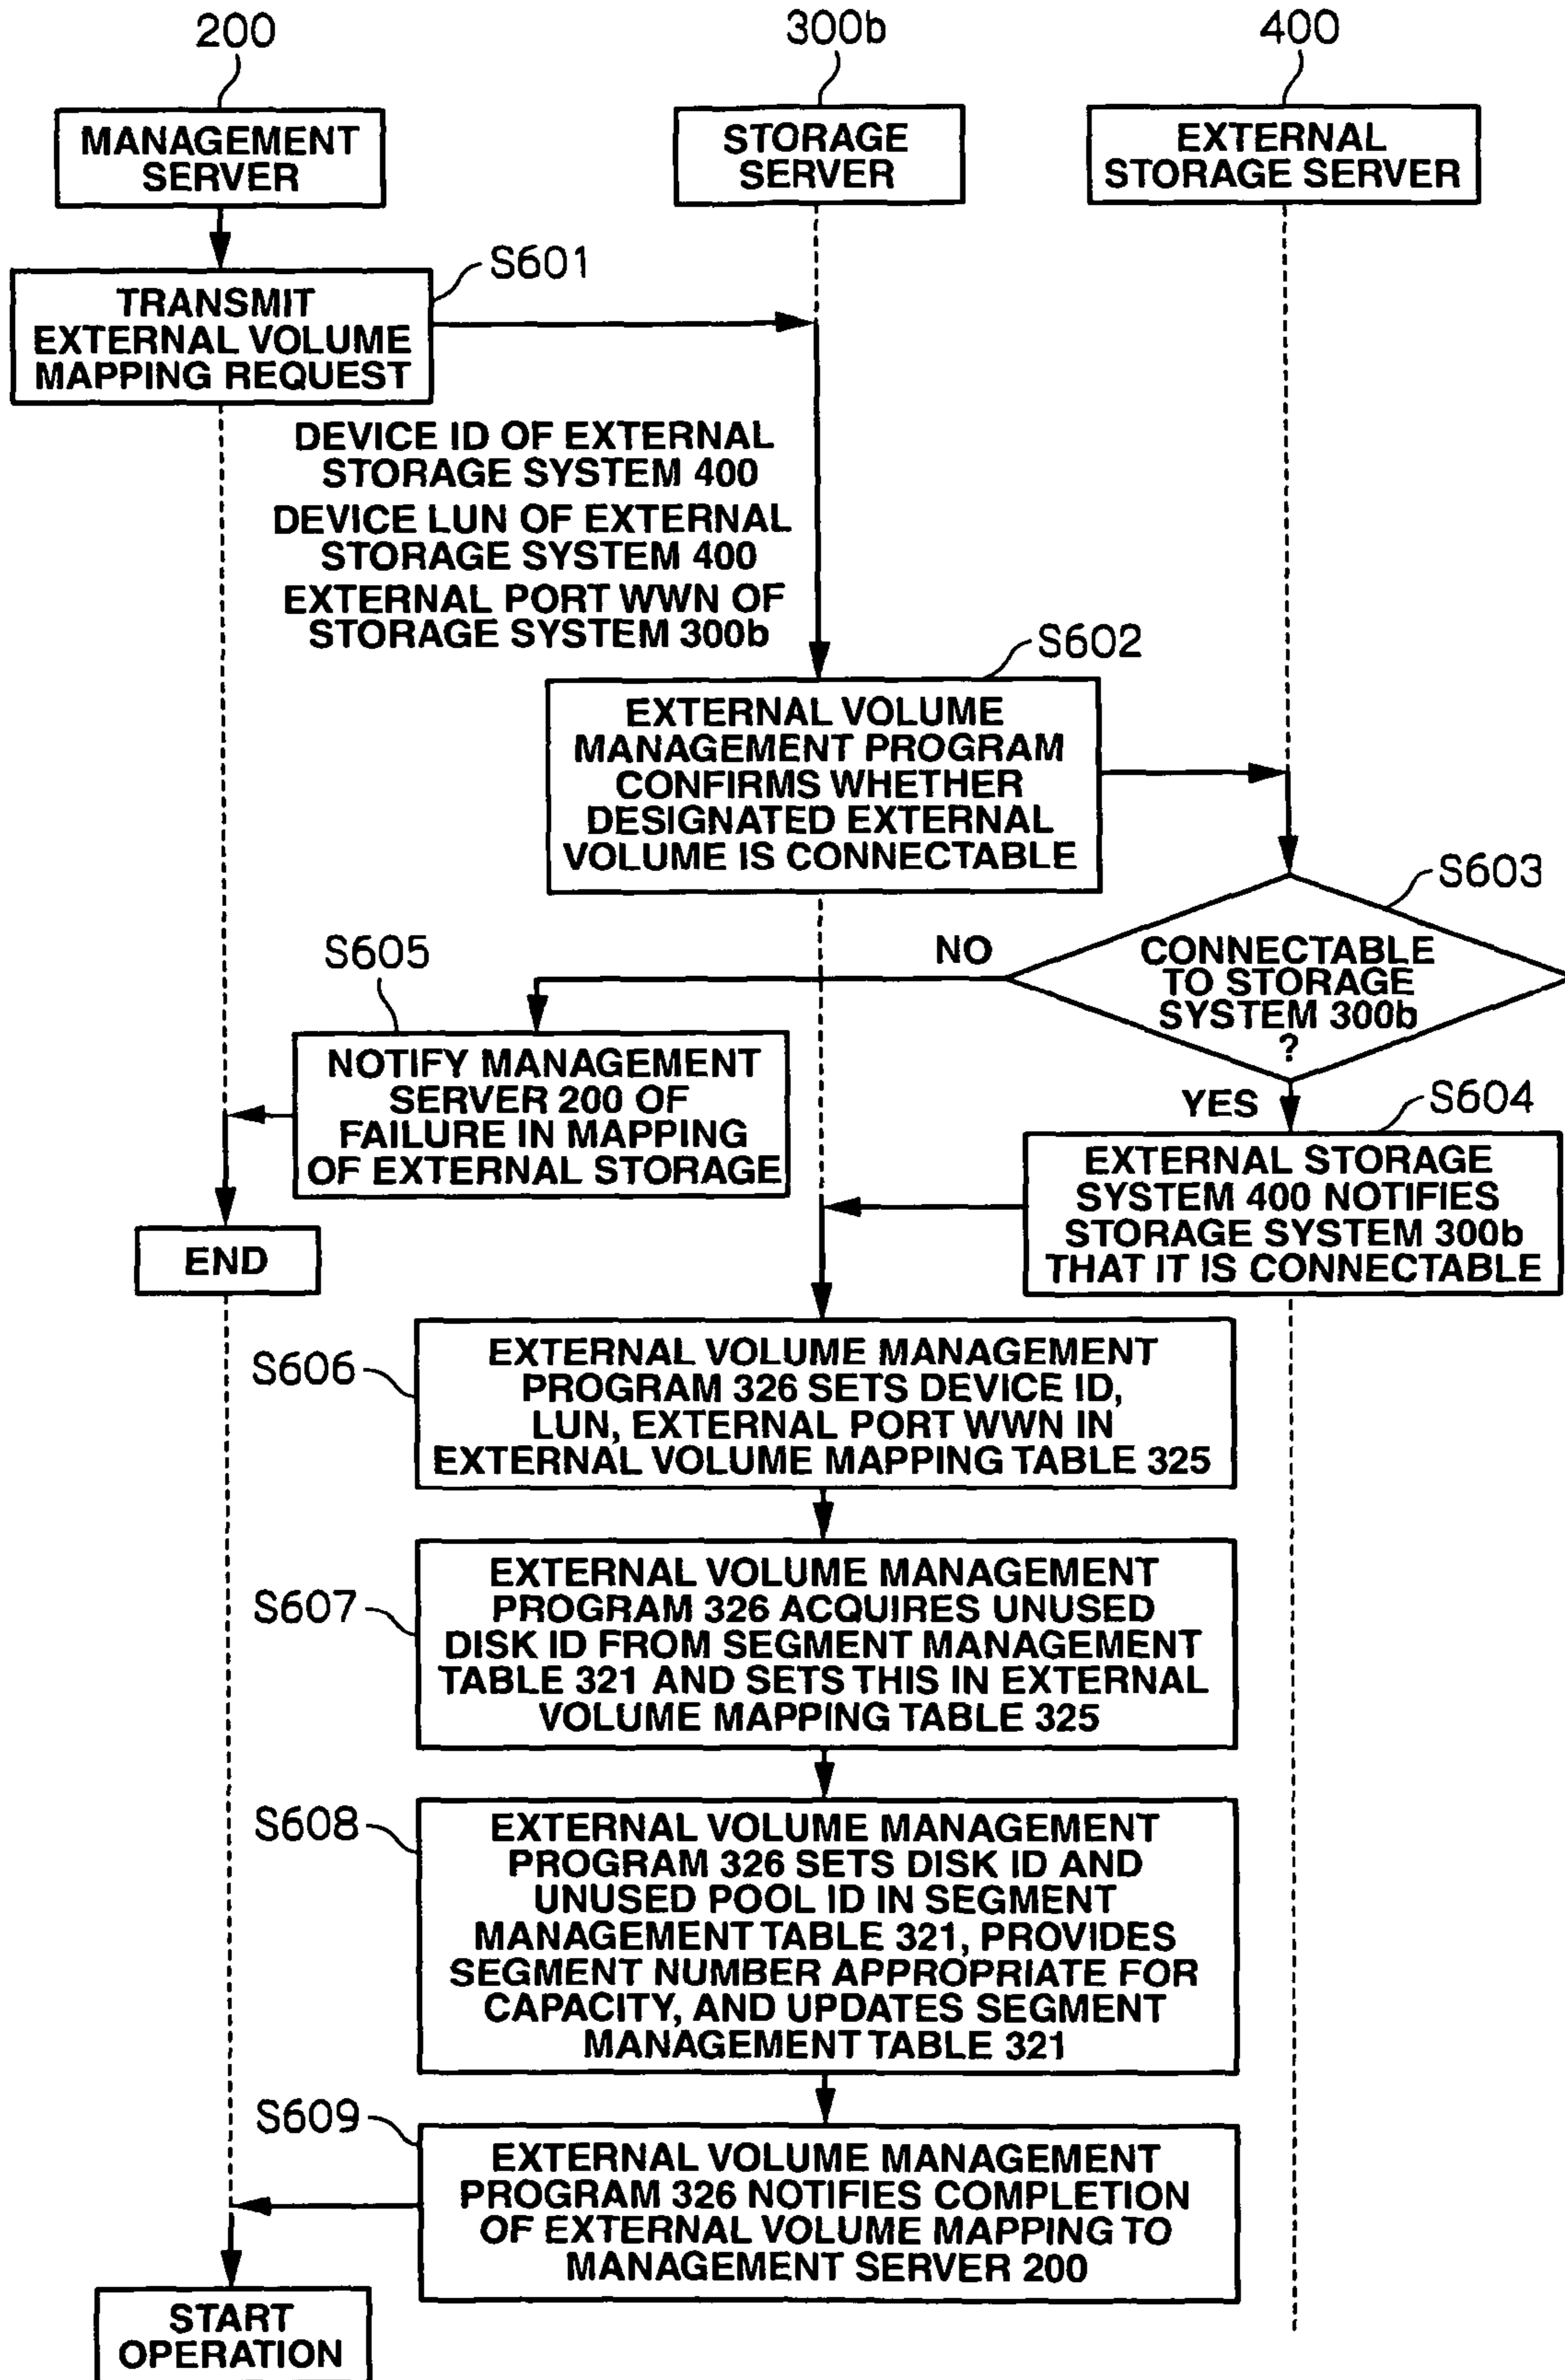 200
300b
400
MANAGEMENT
SERVER
STORAGE
SERVER
EXTERNAL
STORAGE SERVER
S601
TRANSMIT
EXTERNAL VOLUME
MAPPING REQUEST
DEVICE ID OF EXTERNAL
STORAGE SYSTEM 400
DEVICE LUN OF EXTERNAL
STORAGE SYSTEM 400
EXTERNAL PORT WWN OF
STORAGE SYSTEM 300b
S602
EXTERNAL VOLUME
MANAGEMENT PROGRAM
CONFIRMS WHETHER
DESIGNATED EXTERNAL
VOLUME IS CONNECTABLE
S603
CONNECTABLE
TO STORAGE
SYSTEM 300b
?
NO
YES
S605
NOTIFY MANAGEMENT
SERVER 200 OF
FAILURE IN MAPPING
OF EXTERNAL STORAGE
S604
EXTERNAL STORAGE
SYSTEM 400 NOTIFIES
STORAGE SYSTEM 300b
THAT IT IS CONNECTABLE
END
S606
EXTERNAL VOLUME MANAGEMENT
PROGRAM 326 SETS DEVICE ID,
LUN, EXTERNAL PORT WWN IN
EXTERNAL VOLUME MAPPING TABLE 325
S607
EXTERNAL VOLUME MANAGEMENT
PROGRAM 326 ACQUIRES UNUSED
DISK ID FROM SEGMENT MANAGEMENT
TABLE 321 AND SETS THIS IN EXTERNAL
VOLUME MAPPING TABLE 325
S608
EXTERNAL VOLUME MANAGEMENT
PROGRAM 326 SETS DISK ID AND
UNUSED POOL ID IN SEGMENT
MANAGEMENT TABLE 321, PROVIDES
SEGMENT NUMBER APPROPRIATE FOR
CAPACITY, AND UPDATES SEGMENT
MANAGEMENT TABLE 321
S609
EXTERNAL VOLUME MANAGEMENT
PROGRAM 326 NOTIFIES COMPLETION
OF EXTERNAL VOLUME MAPPING TO
MANAGEMENT SERVER 200
START
OPERATION